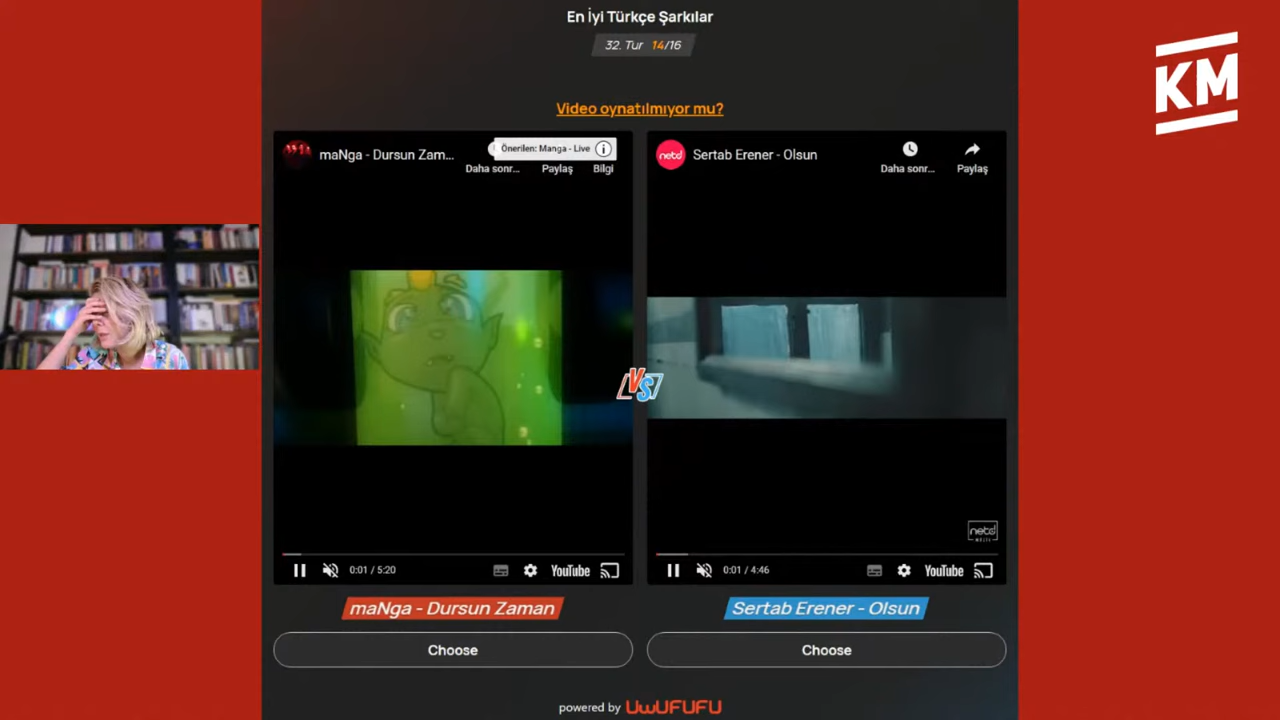 En İyi Türkçe Şarkılar
32. Tur 14/16
KM
Video oynatılmıyor mu?
maNga - Dursun Zam...
Önerilen: Manga - Live
Daha sonr...
Paylaş
Bilgi
netd
Sertab Erener - Olsun
Daha sonr...
Paylaş
VS
netd
0:01 / 5:20
YouTube
0:01 / 4:46
YouTube
maNga - Dursun Zaman
Sertab Erener - Olsun
Choose
Choose
powered by UwUFUFU